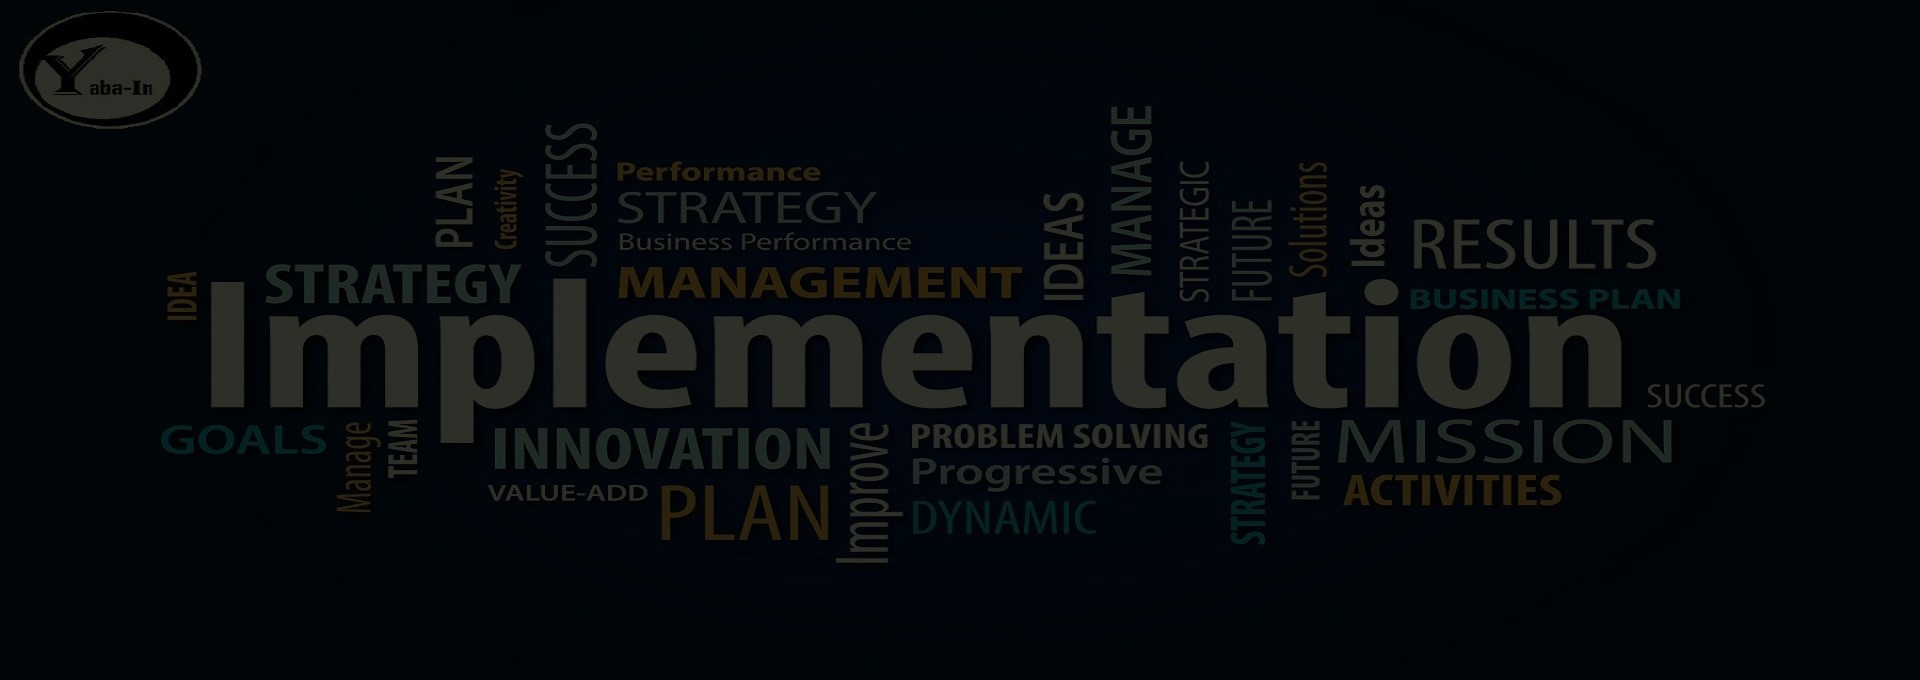 Yaba-In
PLAN
Creativity
SUCCESS
Performance
STRATEGY
Business Performance
MANAGEMENT
IDEAS
MANAGE
STRATEGIC
FUTURE
Solutions
Ideas
RESULTS
BUSINESS PLAN
IDEA
STRATEGY
Implementation
SUCCESS
GOALS
Manage
TEAM
INNOVATION
VALUE-ADD
PLAN
Improve
PROBLEM SOLVING
Progressive
DYNAMIC
STRATEGY
FUTURE
MISSION
ACTIVITIES